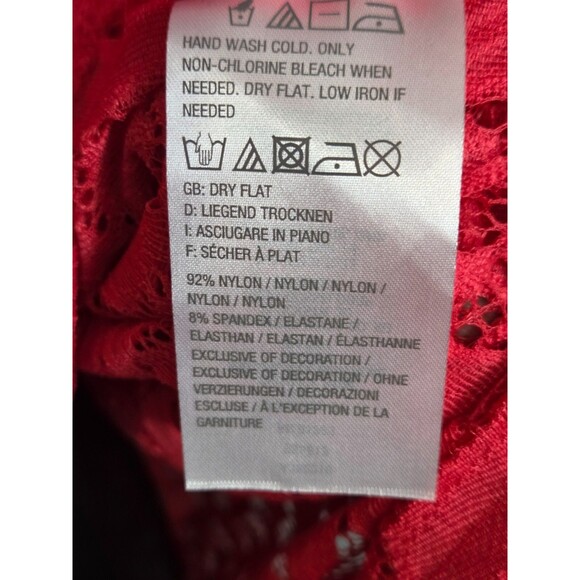 HAND WASH COLD. ONLY
NON-CHLORINE BLEACH WHEN
NEEDED. DRY FLAT. LOW IRON IF
NEEDED
GB: DRY FLAT
D: LIEGEND TROCKNEN
I: ASCIUGARE IN PIANO
F: SÉCHER À PLAT
92% NYLON / NYLON / NYLON /
NYLON / NYLON
8% SPANDEX / ELASTANE /
ELASTHAN / ELASTAN / ÉLASTHANNE
EXCLUSIVE OF DECORATION /
EXCLUSIVE OF DECORATION / OHNE
VERZIERUNGEN / DECORAZIONI
ESCLUSE / À L'EXCEPTION DE LA
GARNITURE